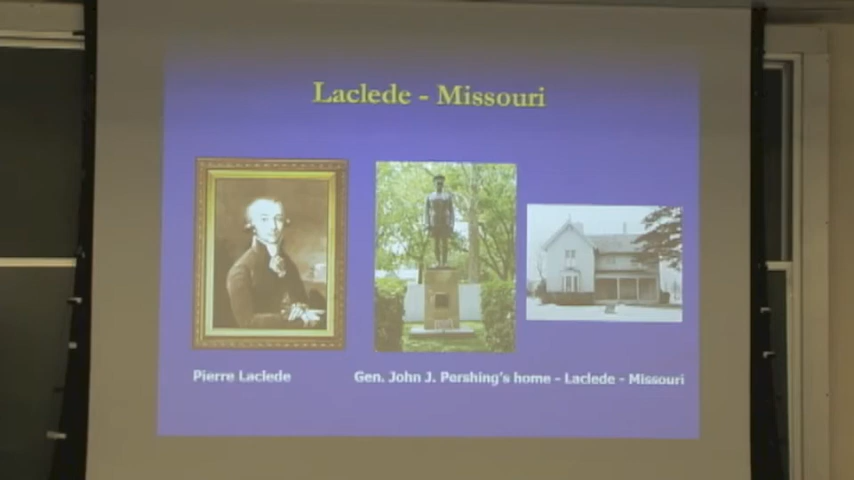 Laclede - Missouri
Pierre Laclede
Gen. John J. Pershing's home - Laclede - Missouri